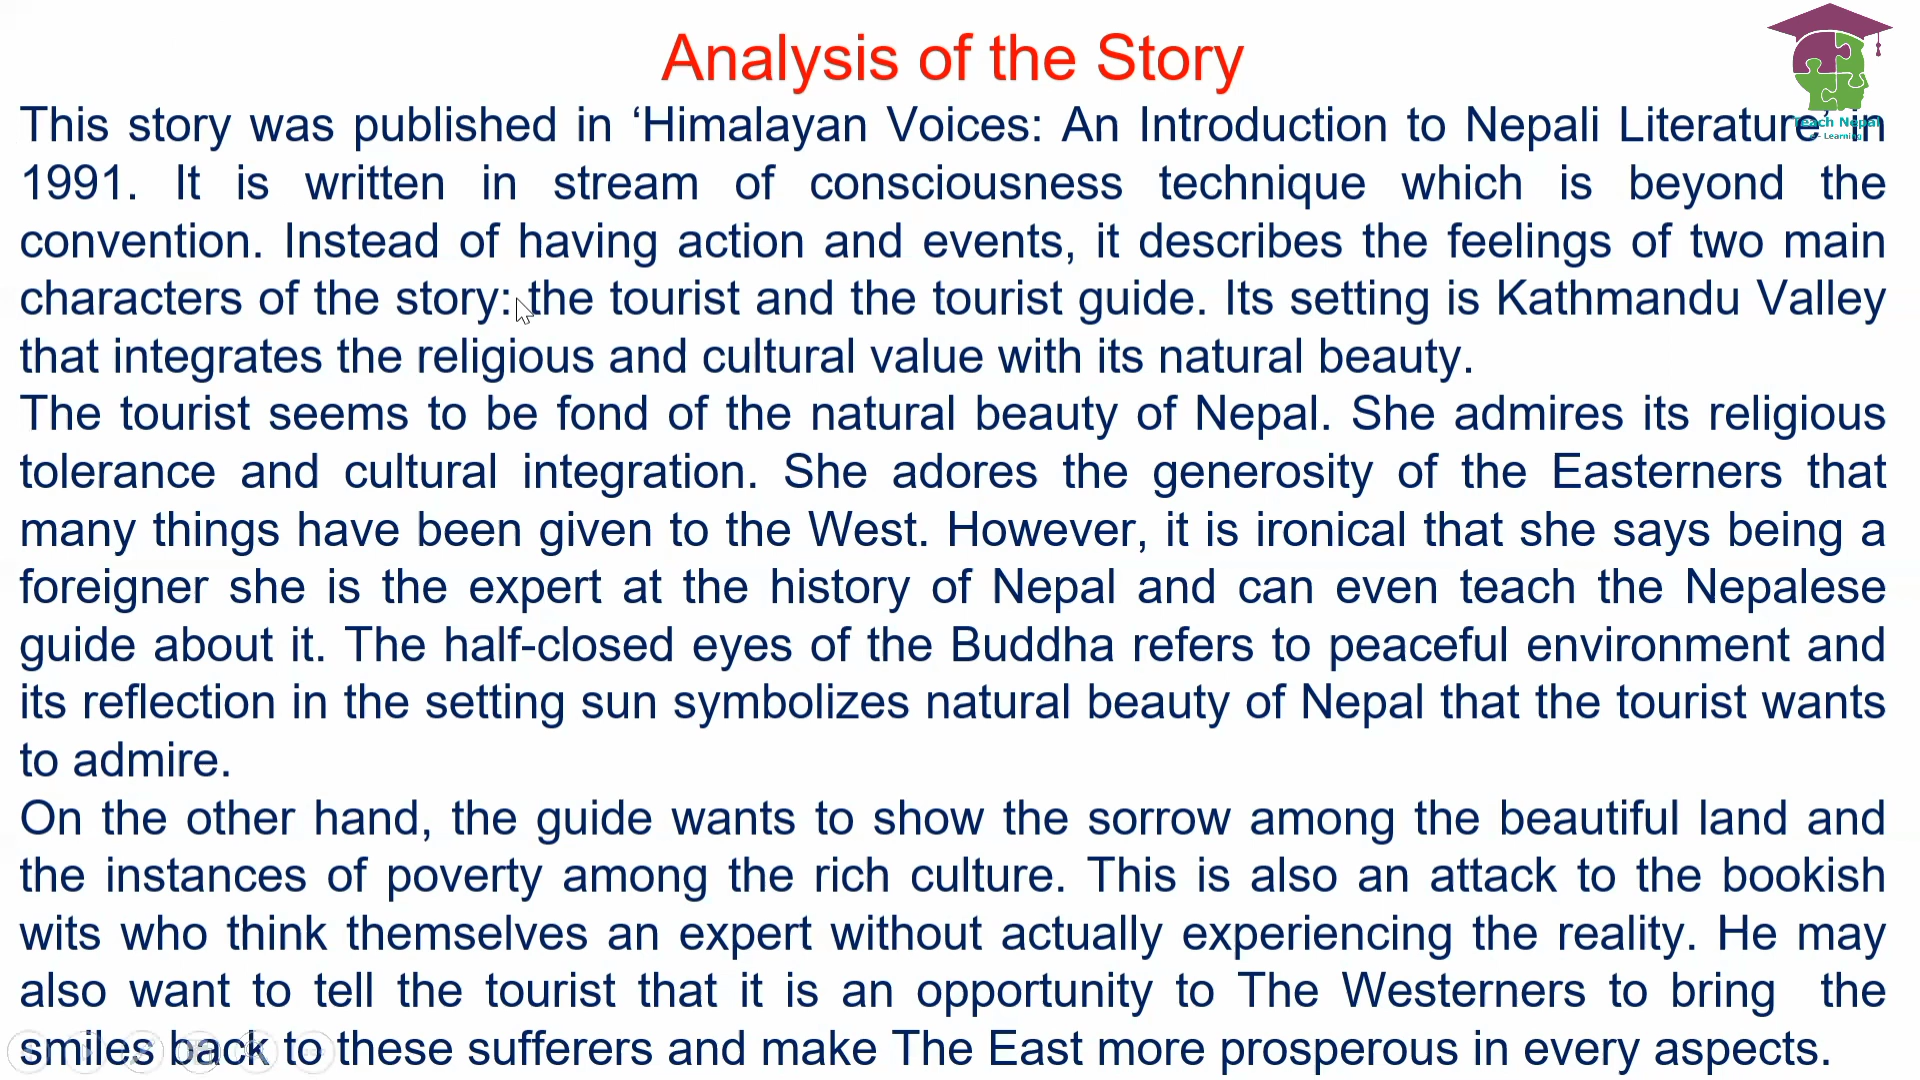 Analysis of the Story
This story was published in ‘Himalayan Voices: An Introduction to Nepali Literature’ in
1991. It is written in stream of consciousness technique which is beyond the
convention. Instead of having action and events, it describes the feelings of two main
characters of the story: the tourist and the tourist guide. Its setting is Kathmandu Valley
that integrates the religious and cultural value with its natural beauty.
The tourist seems to be fond of the natural beauty of Nepal. She admires its religious
tolerance and cultural integration. She adores the generosity of the Easterners that
many things have been given to the West. However, it is ironical that she says being a
foreigner she is the expert at the history of Nepal and can even teach the Nepalese
guide about it. The half-closed eyes of the Buddha refers to peaceful environment and
its reflection in the setting sun symbolizes natural beauty of Nepal that the tourist wants
to admire.
On the other hand, the guide wants to show the sorrow among the beautiful land and
the instances of poverty among the rich culture. This is also an attack to the bookish
wits who think themselves an expert without actually experiencing the reality. He may
also want to tell the tourist that it is an opportunity to The Westerners to bring the
smiles back to these sufferers and make The East more prosperous in every aspects.
Teach Nepal
e - Learning